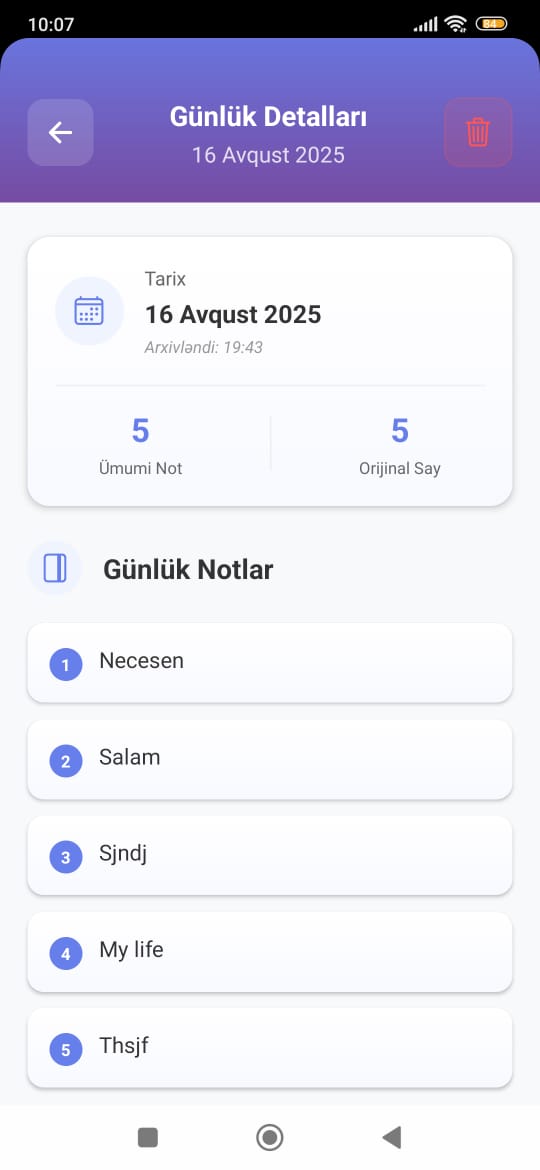 10:07
84
Günlük Detalları
16 Avqust 2025
Tarix
16 Avqust 2025
Arxivləndi: 19:43
5
Ümumi Not
5
Orijinal Say
Günlük Notlar
1 Necesen
2 Salam
3 Sjndj
4 My life
5 Thsjf